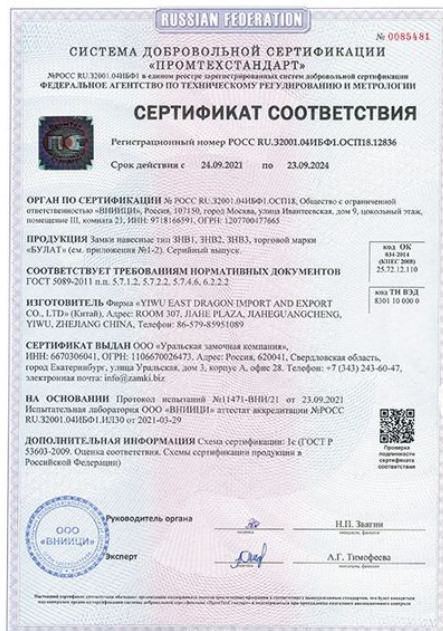 RUSSIAN FEDERATION
№ 0085481
СИСТЕМА ДОБРОВОЛЬНОЙ СЕРТИФИКАЦИИ
«ПРОМТЕХСТАНДАРТ»
№РОСС RU.32001.04ИБФ1 в едином реестре зарегистрированных систем добровольной сертификации
ФЕДЕРАЛЬНОЕ АГЕНТСТВО ПО ТЕХНИЧЕСКОМУ РЕГУЛИРОВАНИЮ И МЕТРОЛОГИИ
СЕРТИФИКАТ СООТВЕТСТВИЯ
Регистрационный номер РОСС RU.32001.04ИБФ1.ОСП18.12836
Срок действия с 24.09.2021 по 23.09.2024
ОРГАН ПО СЕРТИФИКАЦИИ № РОСС RU.32001.04ИБФ1.ОСП18, Общество с ограниченной
ответственностью «ВНИИЦИ», Россия, 107150, город Москва, улица Ивантеевская, дом 9, цокольный этаж,
помещение III, комната 21, ИНН: 9718166591, ОГРН: 1207700477665
ПРОДУКЦИЯ Замки навесные тип ЗНВ1, ЗНВ2, ЗНВ3, торговой марки
«БУЛАТ» (см. приложения №1-2). Серийный выпуск.
код ОК
034-2014
(КПЕС 2008)
25.72.12.110
СООТВЕТСТВУЕТ ТРЕБОВАНИЯМ НОРМАТИВНЫХ ДОКУМЕНТОВ
ГОСТ 5089-2011 п.п. 5.7.1.2, 5.7.2.2, 5.7.4.6, 6.2.2.2
код ТН ВЭД
8301 10 000 0
ИЗГОТОВИТЕЛЬ Фирма «YIWU EAST DRAGON IMPORT AND EXPORT
CO., LTD» (Китай), Адрес: ROOM 307, JIAHE PLAZA, JIAHEGUANGCHENG,
YIWU, ZHEJIANG CHINA, Телефон: 86-579-85951089
СЕРТИФИКАТ ВЫДАН ООО «Уральская замочная компания»,
ИНН: 6670306041, ОГРН: 1106670026473. Адрес: Россия, 620041, Свердловская область,
город Екатеринбург, улица Уральская, дом 3, корпус А, офис 28. Телефон: +7 (343) 243-60-47,
электронная почта: info@zamki.biz
НА ОСНОВАНИИ Протокол испытаний №11471-ВНИ/21 от 23.09.2021
Испытательная лаборатория ООО «ВНИИЦИ» аттестат аккредитации №РОСС
RU.32001.04ИБФ1.ИЛ30 от 2021-03-29
ДОПОЛНИТЕЛЬНАЯ ИНФОРМАЦИЯ Схема сертификации: 1с (ГОСТ Р
53603-2009. Оценка соответствия. Схемы сертификации продукции в
Российской Федерации)
Проверка
подлинности
сертификата
соответствия
Руководитель органа
Н.П. Звягин
ООО
«ВНИИЦИ»
Эксперт
А.Г. Тимофеева